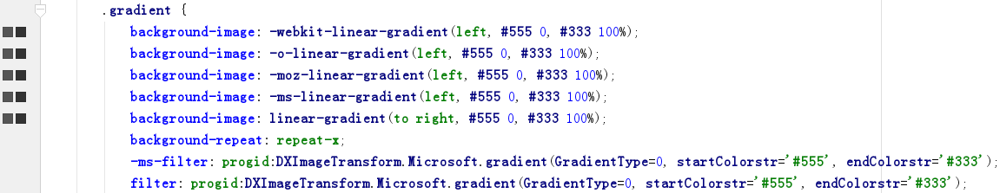 .gradient {
background-image: -webkit-linear-gradient(left, #555 0, #333 100%);
background-image: -o-linear-gradient(left, #555 0, #333 100%);
background-image: -moz-linear-gradient(left, #555 0, #333 100%);
background-image: -ms-linear-gradient(left, #555 0, #333 100%);
background-image: linear-gradient(to right, #555 0, #333 100%);
background-repeat: repeat-x;
-ms-filter: progid:DXImageTransform.Microsoft.gradient(GradientType=0, startColorstr='#555', endColorstr='#333');
filter: progid:DXImageTransform.Microsoft.gradient(GradientType=0, startColorstr='#555', endColorstr='#333');